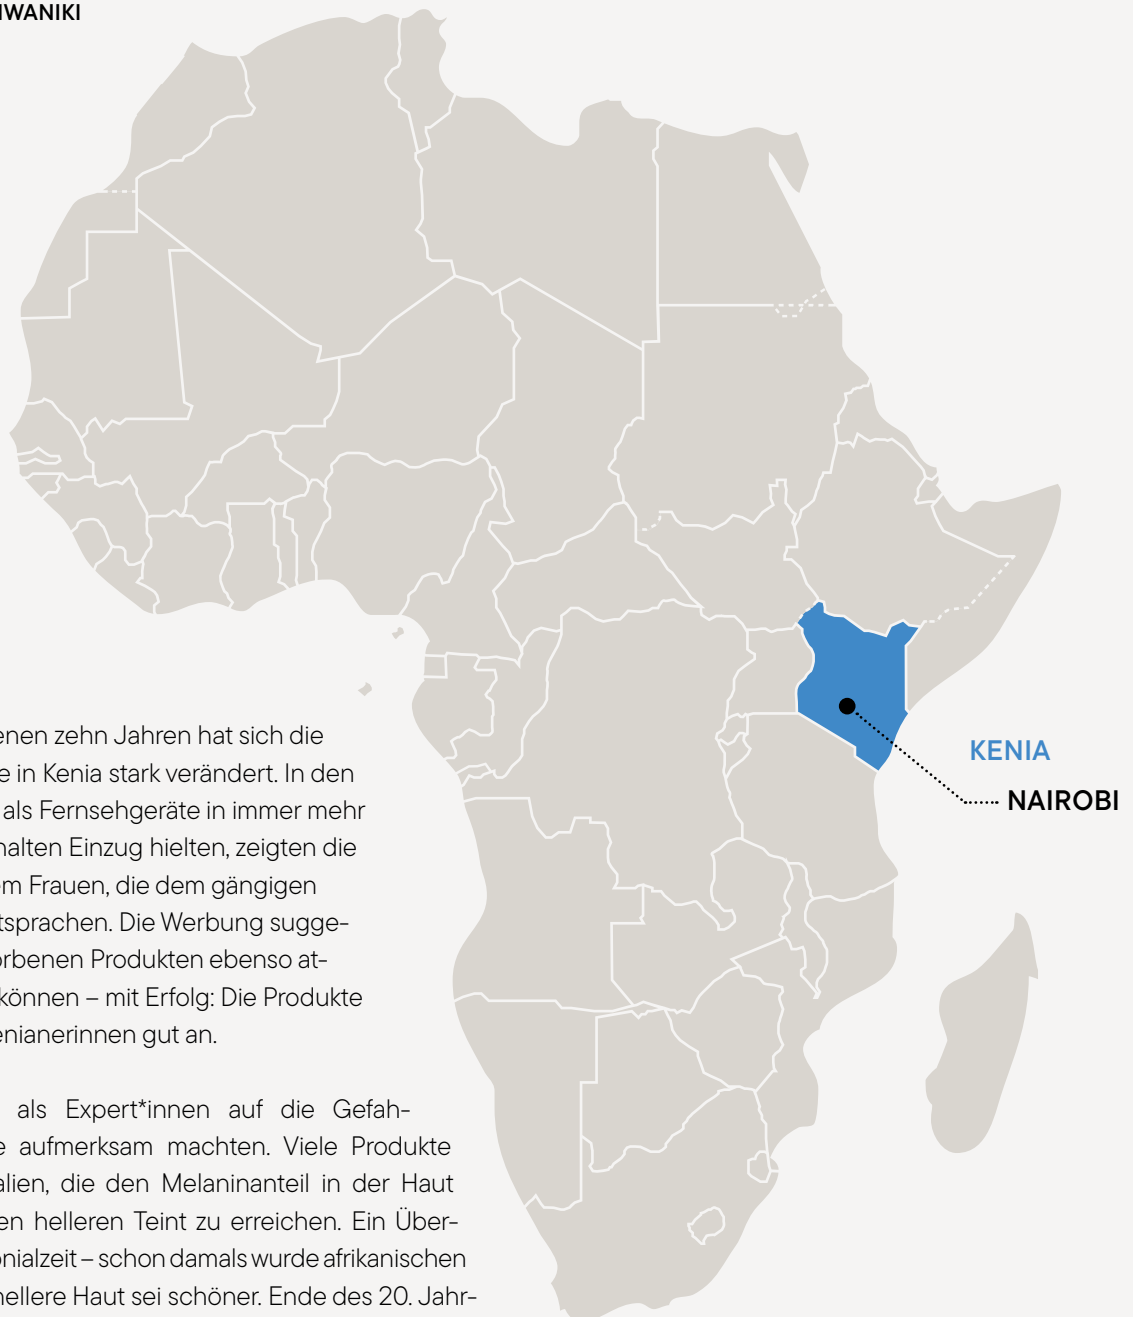 IWANIKI
enen zehn Jahren hat sich die
e in Kenia stark verändert. In den
als Fernsehgeräte in immer mehr
halten Einzug hielten, zeigten die
em Frauen, die dem gängigen
tsprachen. Die Werbung sugge-
orbenen Produkten ebenso at-
können – mit Erfolg: Die Produkte
enianerinnen gut an.
als Expert*innen auf die Gefah-
e aufmerksam machten. Viele Produkte
alien, die den Melaninanteil in der Haut
en helleren Teint zu erreichen. Ein Über-
onialzeit – schon damals wurde afrikanischen
hellere Haut sei schöner. Ende des 20. Jahr-
KENIA
NAIROBI